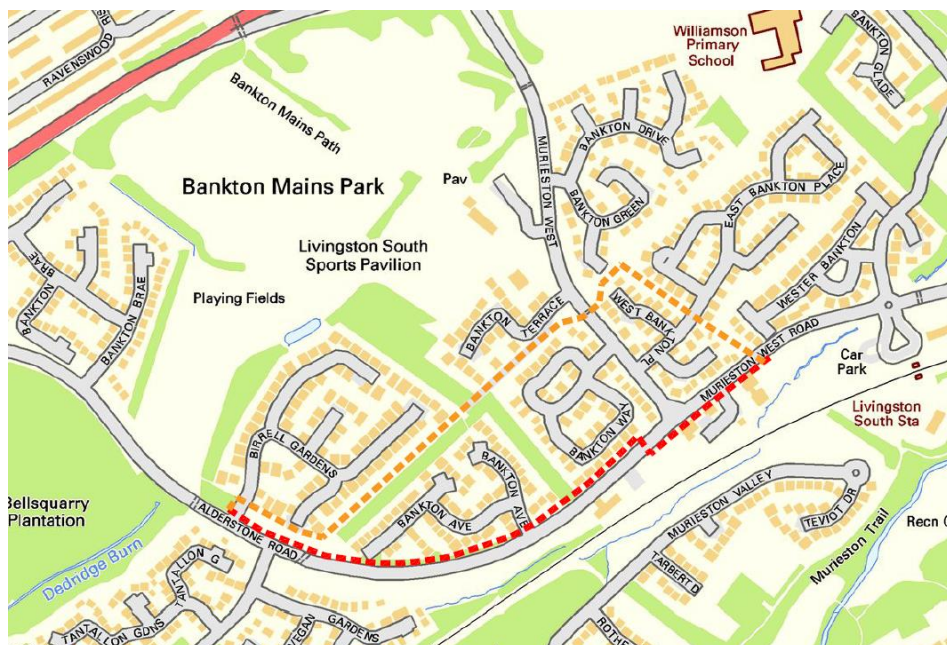 RAVENSWOOD RIS
Bankton Mains Path
Williamson
Primary
School
BANKTON
GLADE
MURIESTON WEST
BANKTON DRIVE
BANKTON GREEN
EAST BANKTON PLACE
Bankton Mains Park
Pav
Livingston South
Sports Pavilion
Playing Fields
BANKTON
BRAE
BANKTON BRAE
BANKTON
TERRACE
WEST BANKTON PL
WESTER BANKTON
MURIESTON WEST ROAD
Car
Park
Livingston
South Sta
BIRRELL GARDENS
BANKTON WAY
BANKTON AVE
BANKTON AVE
ALDERSTONE ROAD
Bellsquarry
Plantation
Dedridge Burn
MURIESTON VALLEY
TEVIOT DR
Murieston Trail
Recn
TARBERT D
TANTALLON G
TANTALLON GDNS
VEGAN GARDENS
ROTHE